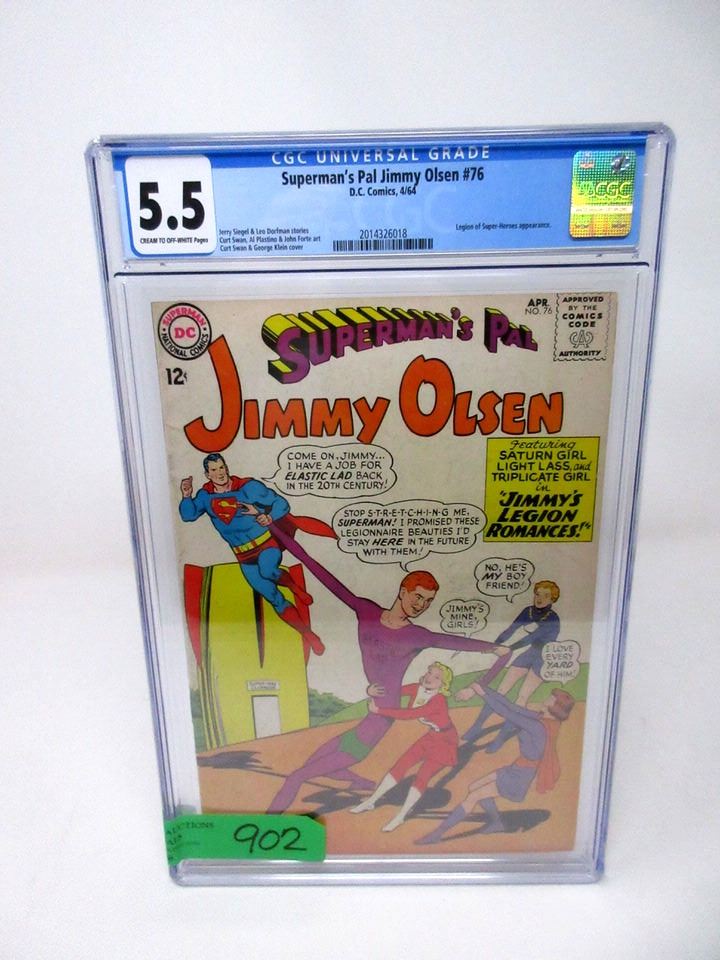 CGC UNIVERSAL GRADE
5.5
CREAM TO OFF-WHITE Pages
Superman's Pal Jimmy Olsen #76
D.C. Comics, 4/64
Jerry Siegel & Leo Dorfman stories
Curt Swan, Al Plastino & John Forte art
Curt Swan & George Klein cover
2014326018
Legion of Super-Heroes appearance.
CGC
SUPERMAN
DC
NATIONAL COMICS
12¢
SUPERMAN'S PAL
JIMMY OLSEN
APR.
NO. 76
APPROVED
BY THE
COMICS
CODE
CA
AUTHORITY
Featuring
SATURN GIRL
LIGHT LASS, and
TRIPLICATE GIRL
in
"JIMMY'S
LEGION
ROMANCES!"
COME ON, JIMMY...
I HAVE A JOB FOR
ELASTIC LAD BACK
IN THE 20TH CENTURY!
STOP S-T-R-E-T-C-H-I-N-G ME,
SUPERMAN! I PROMISED THESE
LEGIONNAIRE BEAUTIES I'D
STAY HERE IN THE FUTURE
WITH THEM!
NO, HE'S
MY BOY
FRIEND!
JIMMY'S
MINE,
GIRLS!
I LOVE
EVERY
YARD
OF HIM!
902